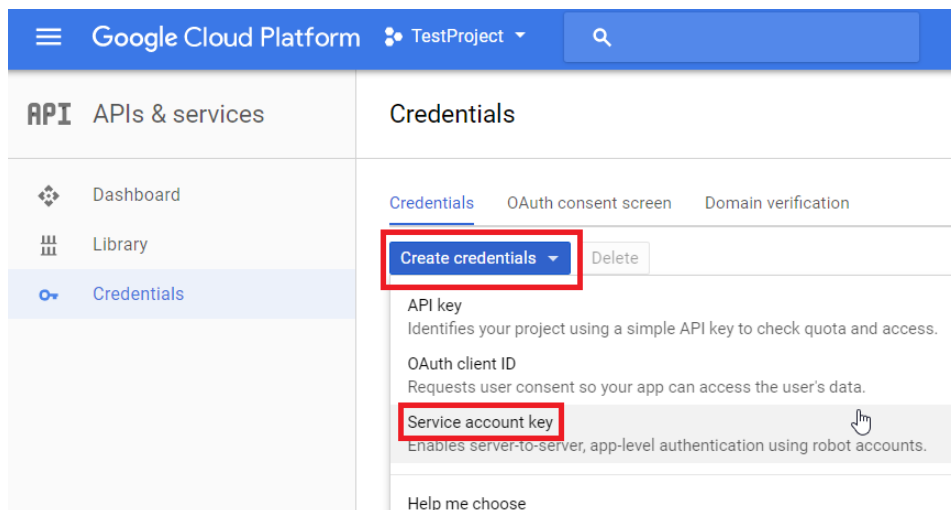 Google Cloud Platform TestProject
API APIs & services
Credentials
Dashboard
Library
Credentials
Credentials OAuth consent screen Domain verification
Create credentials Delete
API key
Identifies your project using a simple API key to check quota and access.
OAuth client ID
Requests user consent so your app can access the user's data.
Service account key
Enables server-to-server, app-level authentication using robot accounts.
Help me choose